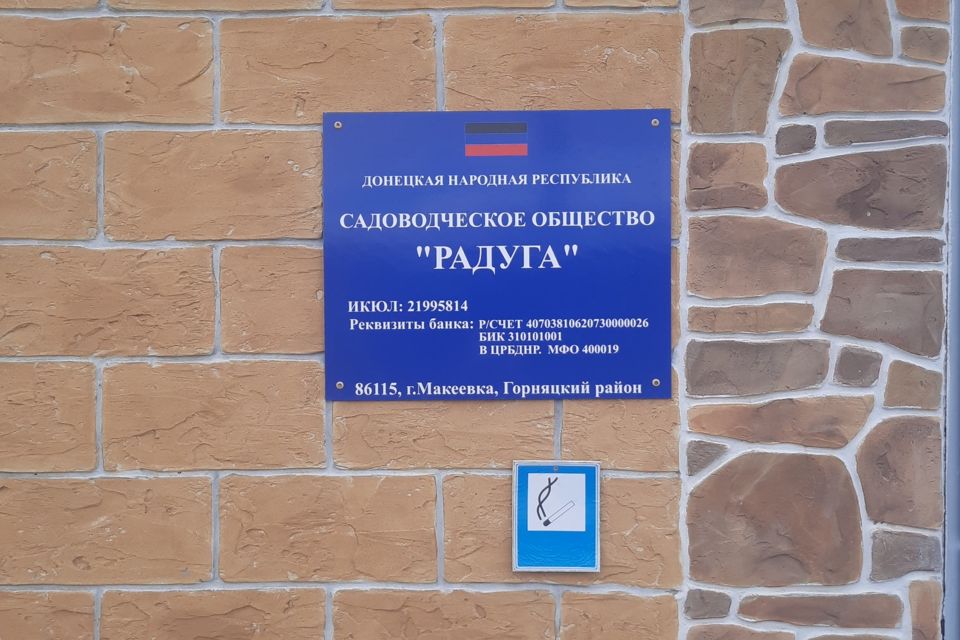 ДОНЕЦКАЯ НАРОДНАЯ РЕСПУБЛИКА
САДОВОДЧЕСКОЕ ОБЩЕСТВО
"РАДУГА"
ИКЮЛ: 21995814
Реквизиты банка: Р/СЧЕТ 40703810620730000026
БИК 310101001
В ЦРБДНР. МФО 400019
86115, г.Макеевка, Горняцкий район